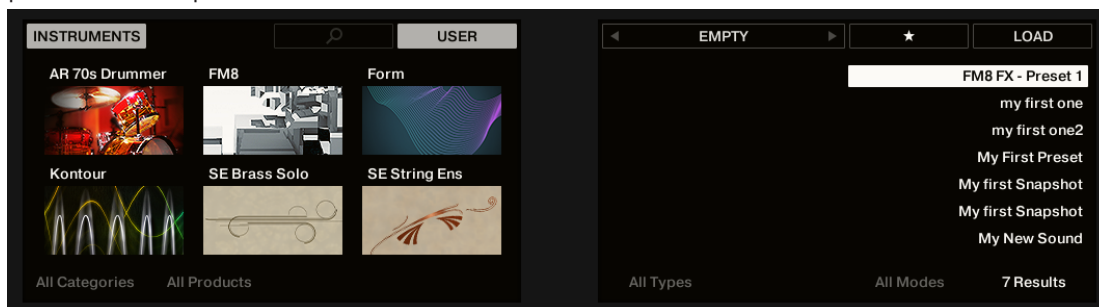 INSTRUMENTS
USER
AR 70s Drummer
FM8
Form
Kontour
SE Brass Solo
SE String Ens
All Categories
All Products
EMPTY
LOAD
FM8 FX - Preset 1
my first one
my first one2
My First Preset
My first Snapshot
My first Snapshot
My New Sound
All Types
All Modes
7 Results